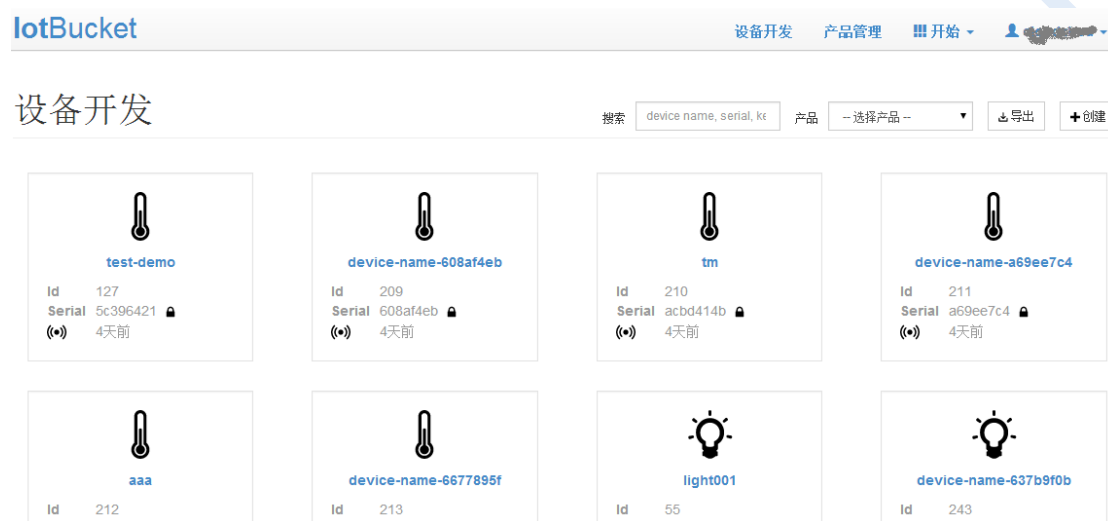 IotBucket
设备开发 产品管理 开始
设备开发
搜索 device name, serial, ke 产品 -- 选择产品 -- 导出 创建
test-demo device-name-608af4eb tm device-name-a69ee7c4
Id 127 Id 209 Id 210 Id 211
Serial 5c396421 Serial 608af4eb Serial acbd414b Serial a69ee7c4
4天前 4天前 4天前 4天前
aaa device-name-6677895f light001 device-name-637b9f0b
Id 212 Id 213 Id 55 Id 243